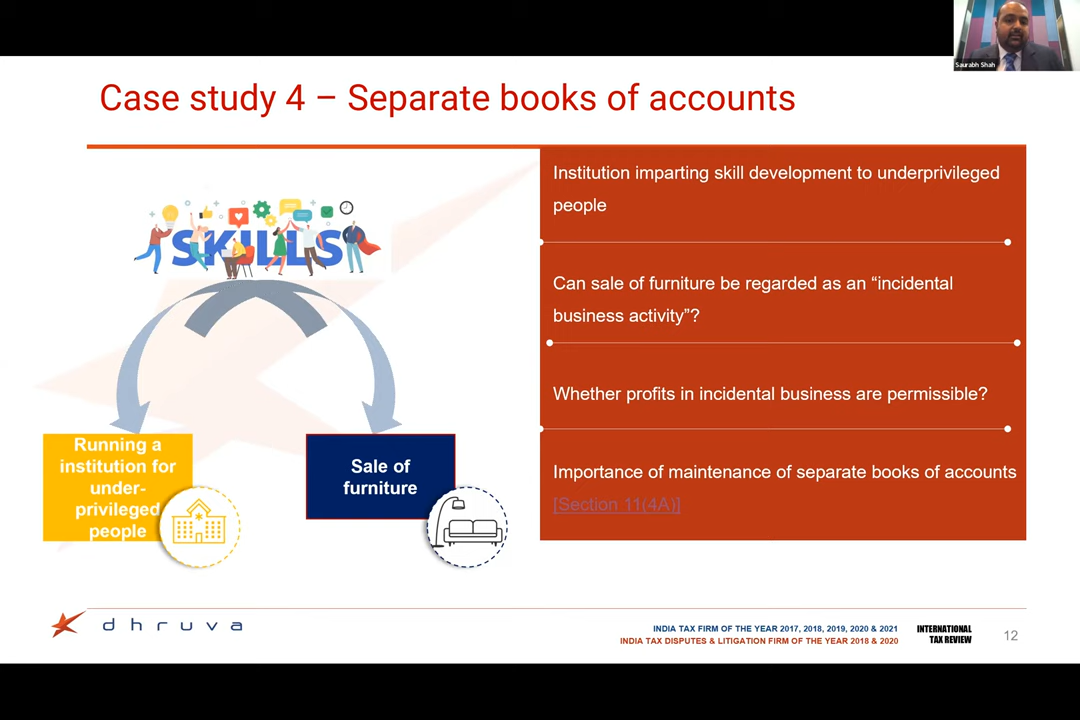 Saurabh Shah
Case study 4 – Separate books of accounts
SKILLS
Running a
institution for
under-
privileged
people
Sale of
furniture
Institution imparting skill development to underprivileged
people
Can sale of furniture be regarded as an “incidental
business activity”?
Whether profits in incidental business are permissible?
Importance of maintenance of separate books of accounts
[Section 11(4A)]
dhruva
INDIA TAX FIRM OF THE YEAR 2017, 2018, 2019, 2020 & 2021
INDIA TAX DISPUTES & LITIGATION FIRM OF THE YEAR 2018 & 2020
INTERNATIONAL
TAX REVIEW
12